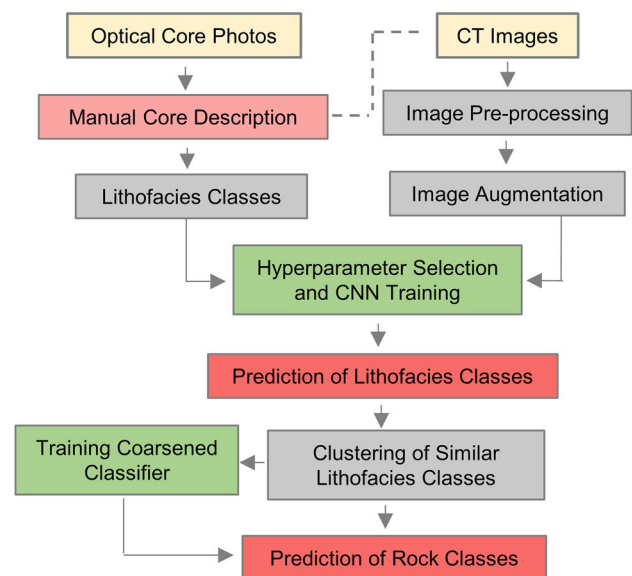 Optical Core Photos
CT Images
Manual Core Description
Image Pre-processing
Lithofacies Classes
Image Augmentation
Hyperparameter Selection
and CNN Training
Prediction of Lithofacies Classes
Training Coarsened
Classifier
Clustering of Similar
Lithofacies Classes
Prediction of Rock Classes